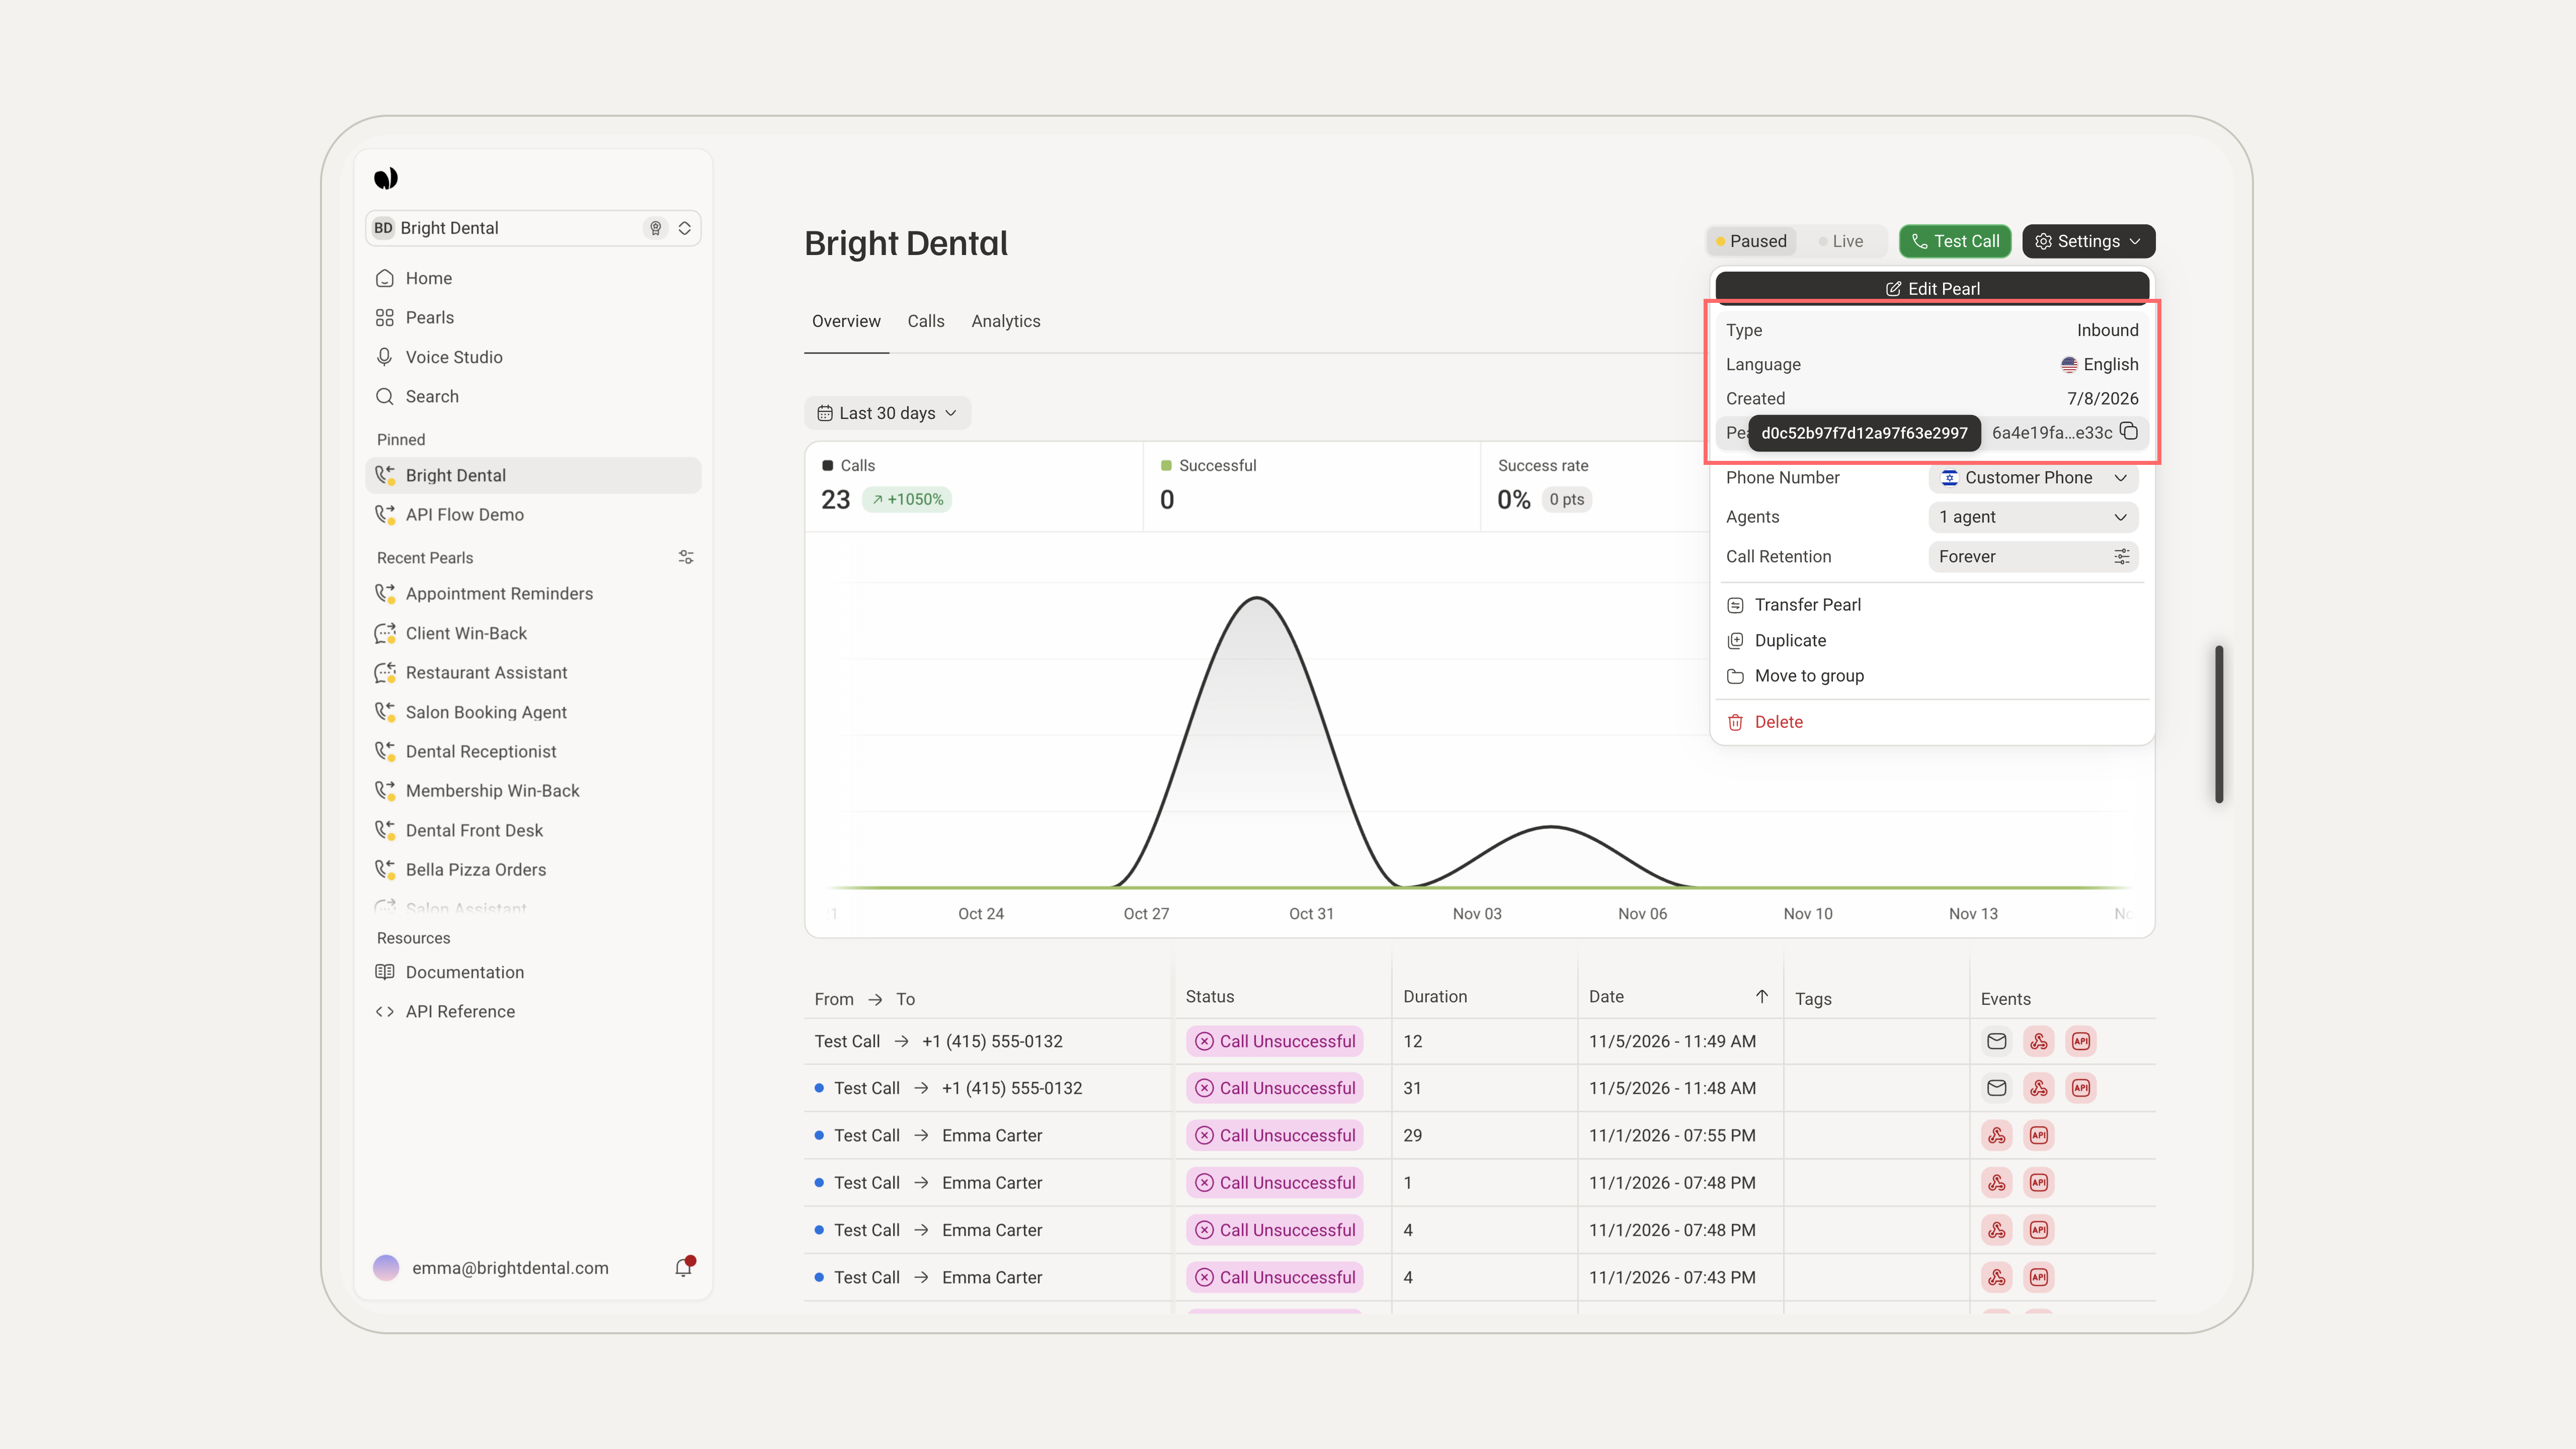 BD Bright Dental
Home
Pearls
Voice Studio
Search
Pinned
Bright Dental
API Flow Demo
Recent Pearls
Appointment Reminders
Client Win-Back
Restaurant Assistant
Salon Booking Agent
Dental Receptionist
Membership Win-Back
Dental Front Desk
Bella Pizza Orders
Salon Assistant
Resources
Documentation
API Reference
emma@brightdental.com
Bright Dental
Paused Live Test Call Settings
Overview Calls Analytics
Edit Pearl
Type Inbound
Language English
Created 7/8/2026
d0c52b97f7d12a97f63e2997 6a4e19fa...e33c
Phone Number Customer Phone
Agents 1 agent
Call Retention Forever
Transfer Pearl
Duplicate
Move to group
Delete
Last 30 days
Calls Successful Success rate
23 +1050% 0 0% 0 pts
Oct 24 Oct 27 Oct 31 Nov 03 Nov 06 Nov 10 Nov 13
From → To Status Duration Date Tags Events
Test Call → +1 (415) 555-0132 Call Unsuccessful 12 11/5/2026 - 11:49 AM API
Test Call → +1 (415) 555-0132 Call Unsuccessful 31 11/5/2026 - 11:48 AM API
Test Call → Emma Carter Call Unsuccessful 29 11/1/2026 - 07:55 PM API
Test Call → Emma Carter Call Unsuccessful 1 11/1/2026 - 07:48 PM API
Test Call → Emma Carter Call Unsuccessful 4 11/1/2026 - 07:48 PM API
Test Call → Emma Carter Call Unsuccessful 4 11/1/2026 - 07:43 PM API